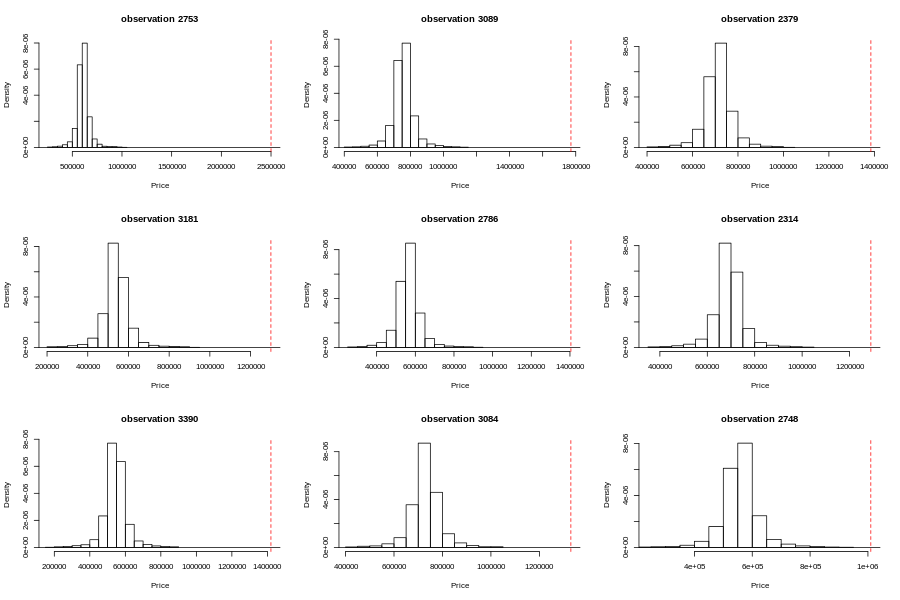 observation 2753
Density
0e+00 4e-06 6e-06 8e-06
500000 1000000 1500000 2000000 2500000
Price
observation 3089
Density
0e+00 2e-06 4e-06 6e-06 8e-06
400000 600000 800000 1000000 1400000 1800000
Price
observation 2379
Density
0e+00 4e-06 8e-06
400000 600000 800000 1000000 1200000 1400000
Price
observation 3181
Density
0e+00 4e-06 8e-06
200000 400000 600000 800000 1000000 1200000
Price
observation 2786
Density
0e+00 4e-06 8e-06
400000 600000 800000 1000000 1200000 1400000
Price
observation 2314
Density
0e+00 4e-06 8e-06
400000 600000 800000 1000000 1200000
Price
observation 3390
Density
0e+00 2e-06 4e-06 6e-06 8e-06
200000 400000 600000 800000 1000000 1200000 1400000
Price
observation 3084
Density
0e+00 4e-06 8e-06
400000 600000 800000 1000000 1200000
Price
observation 2748
Density
0e+00 4e-06 8e-06
4e+05 6e+05 8e+05 1e+06
Price